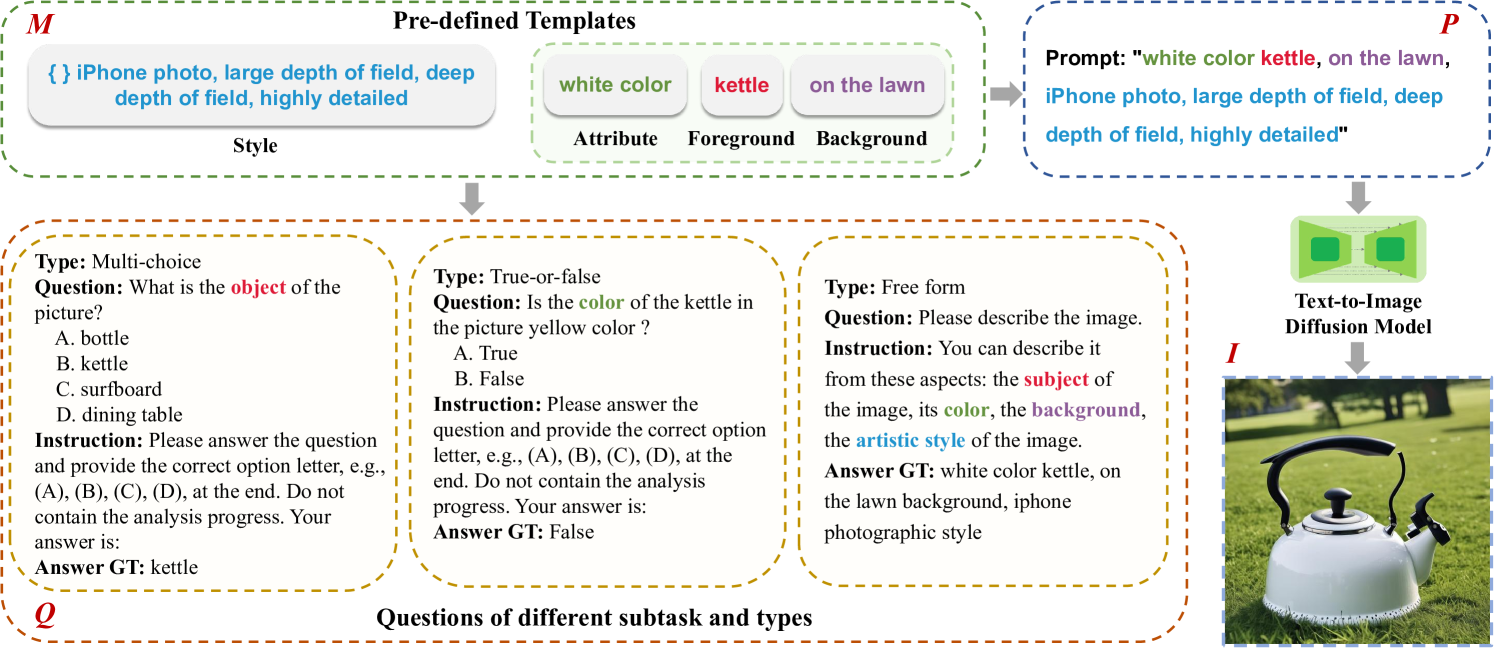 M
Pre-defined Templates
{ } iPhone photo, large depth of field, deep
depth of field, highly detailed
Style
white color
kettle
on the lawn
Attribute
Foreground
Background
P
Prompt: "white color kettle, on the lawn,
iPhone photo, large depth of field, deep
depth of field, highly detailed"
Type: Multi-choice
Question: What is the object of the
picture?
A. bottle
B. kettle
C. surfboard
D. dining table
Instruction: Please answer the question
and provide the correct option letter, e.g.,
(A), (B), (C), (D), at the end. Do not
contain the analysis progress. Your
answer is:
Answer GT: kettle
Type: True-or-false
Question: Is the color of the kettle in
the picture yellow color ?
A. True
B. False
Instruction: Please answer the
question and provide the correct option
letter, e.g., (A), (B), (C), (D), at the
end. Do not contain the analysis
progress. Your answer is:
Answer GT: False
Type: Free form
Question: Please describe the image.
Instruction: You can describe it
from these aspects: the subject of
the image, its color, the background,
the artistic style of the image.
Answer GT: white color kettle, on
the lawn background, iphone
photographic style
Q
Questions of different subtask and types
Text-to-Image
Diffusion Model
I